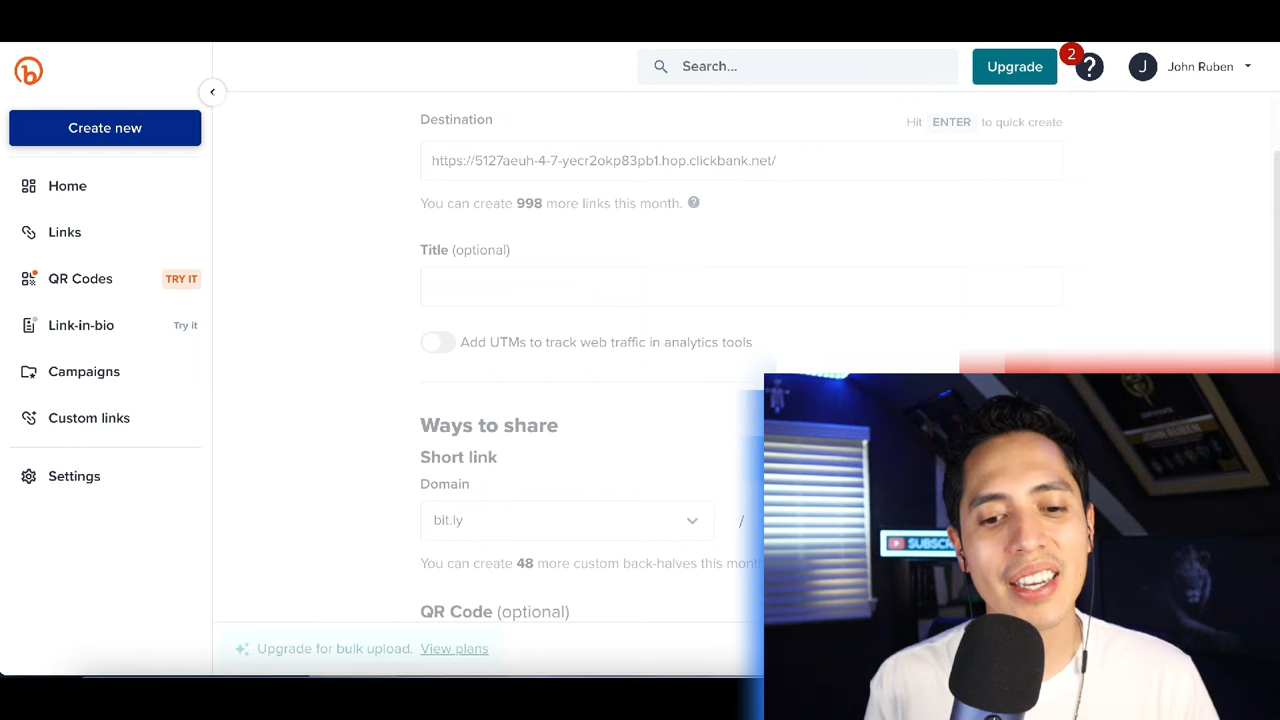 Search...
Upgrade
2
?
J
John Ruben
Create new
Home
Links
QR Codes
TRY IT
Link-in-bio
Try it
Campaigns
Custom links
Settings
Destination
Hit ENTER to quick create
https://5127aeuh-4-7-yecr2okp83pb1.hop.clickbank.net/
You can create 998 more links this month.
Title (optional)
Add UTMs to track web traffic in analytics tools
Ways to share
Short link
Domain
bit.ly
/
You can create 48 more custom back-halves this month
QR Code (optional)
Upgrade for bulk upload. View plans
SUBSCR
JOHN RUBEN